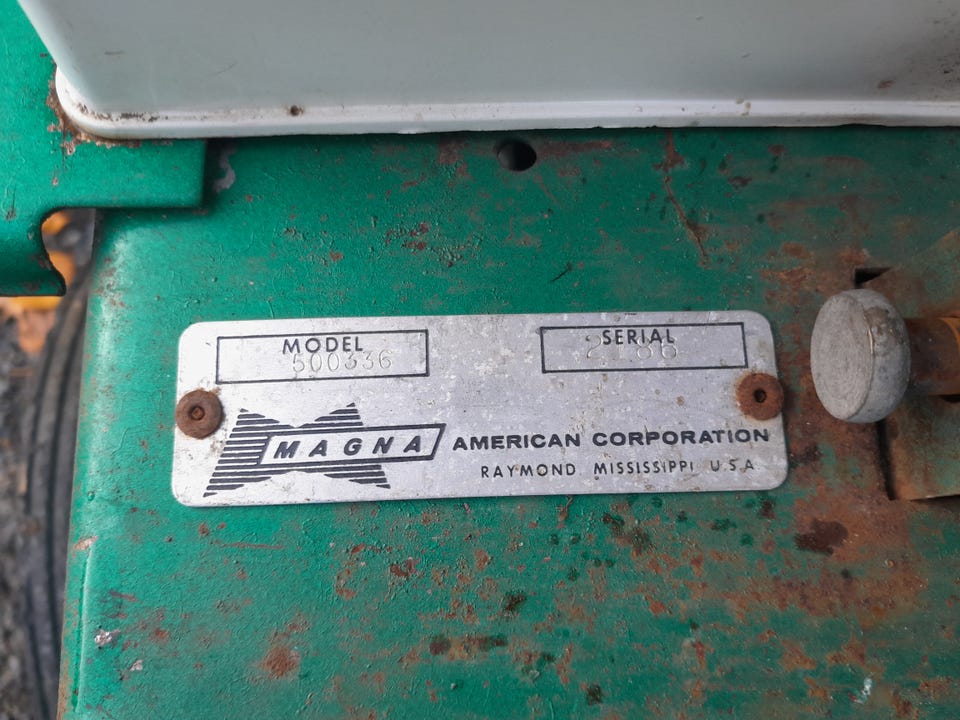 MODEL
500336
SERIAL
2186
MAGNA AMERICAN CORPORATION
RAYMOND, MISSISSIPPI U.S.A.